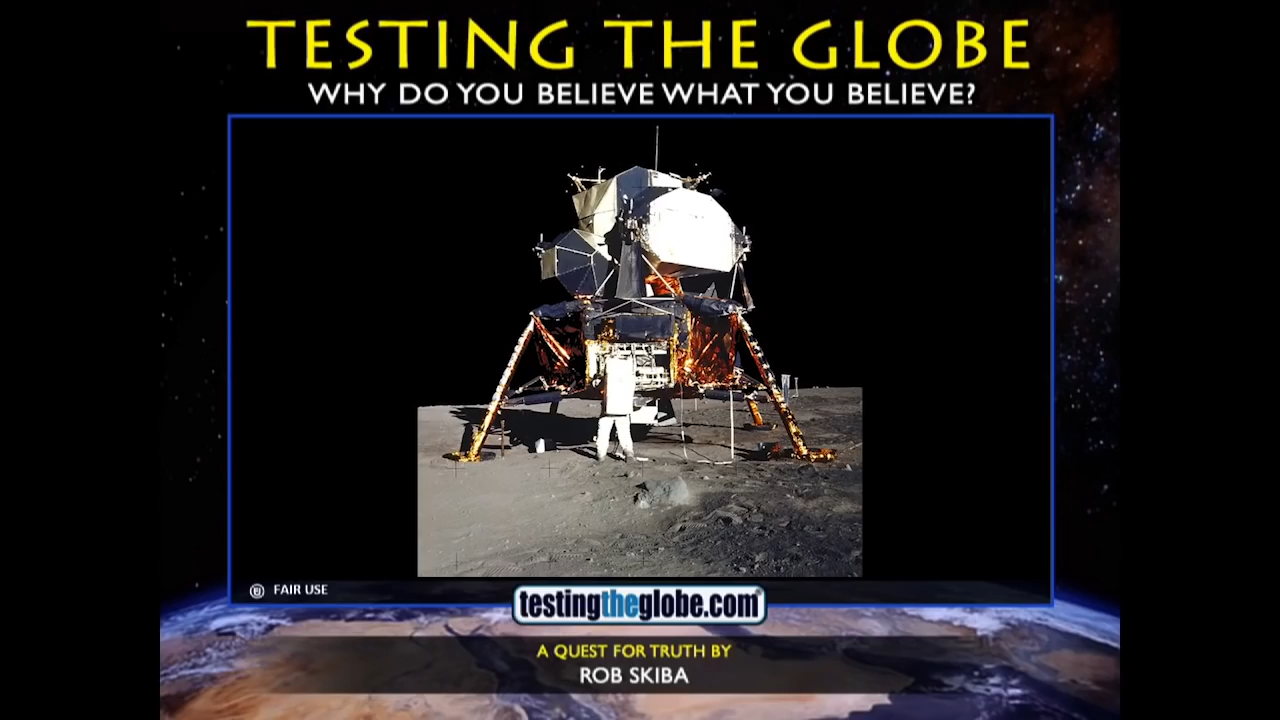 TESTING THE GLOBE
WHY DO YOU BELIEVE WHAT YOU BELIEVE?
FAIR USE
testingtheglobe.com
A QUEST FOR TRUTH BY
ROB SKIBA